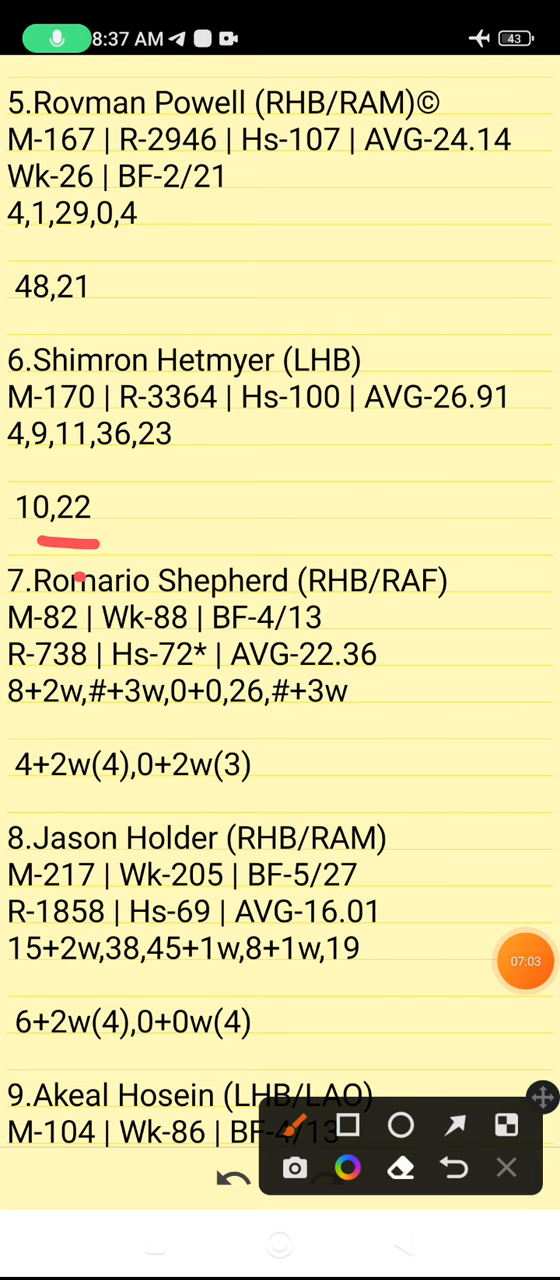 8:37 AM
43
5.Rovman Powell (RHB/RAM)©
M-167 | R-2946 | Hs-107 | AVG-24.14
Wk-26 | BF-2/21
4,1,29,0,4
48,21
6.Shimron Hetmyer (LHB)
M-170 | R-3364 | Hs-100 | AVG-26.91
4,9,11,36,23
10,22
7.Romario Shepherd (RHB/RAF)
M-82 | Wk-88 | BF-4/13
R-738 | Hs-72* | AVG-22.36
8+2w,#+3w,0+0,26,#+3w
4+2w(4),0+2w(3)
8.Jason Holder (RHB/RAM)
M-217 | Wk-205 | BF-5/27
R-1858 | Hs-69 | AVG-16.01
15+2w,38,45+1w,8+1w,19
07:03
6+2w(4),0+0w(4)
9.Akeal Hosein (LHB/LAO)
M-104 | Wk-86 | BF-4/13